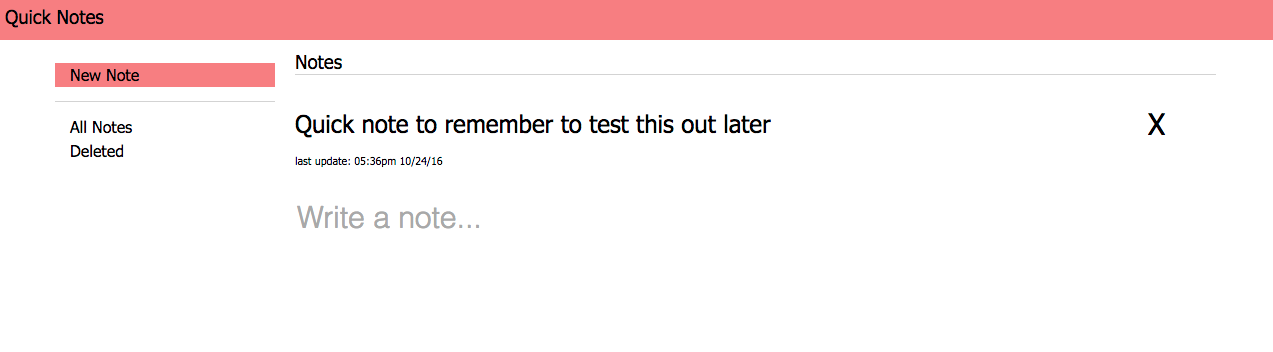 Quick Notes
New Note
All Notes
Deleted
Notes
Quick note to remember to test this out later
X
last update: 05:36pm 10/24/16
Write a note...